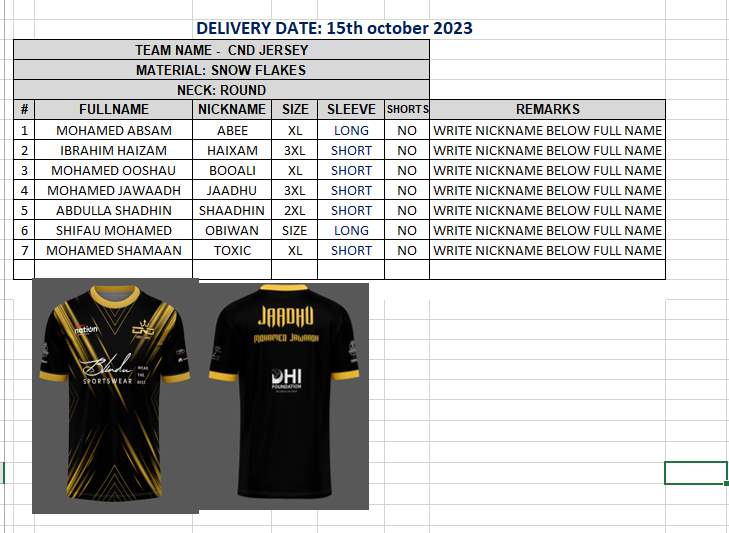 DELIVERY DATE: 15th october 2023
TEAM NAME - CND JERSEY
MATERIAL: SNOW FLAKES
NECK: ROUND
# FULLNAME NICKNAME SIZE SLEEVE SHORTS REMARKS
1 MOHAMED ABSAM ABEE XL LONG NO WRITE NICKNAME BELOW FULL NAME
2 IBRAHIM HAIZAM HAIXAM 3XL SHORT NO WRITE NICKNAME BELOW FULL NAME
3 MOHAMED OOSHAU BOOALI XL SHORT NO WRITE NICKNAME BELOW FULL NAME
4 MOHAMED JAWAADH JAADHU 3XL SHORT NO WRITE NICKNAME BELOW FULL NAME
5 ABDULLA SHADHIN SHAADHIN 2XL SHORT NO WRITE NICKNAME BELOW FULL NAME
6 SHIFAU MOHAMED OBIWAN SIZE LONG NO WRITE NICKNAME BELOW FULL NAME
7 MOHAMED SHAMAAN TOXIC XL SHORT NO WRITE NICKNAME BELOW FULL NAME
nation
SPORTSWEAR
WEAR
THE
BEST
JAADHU
MOHAMED JAWAADH
DHI
FOUNDATION